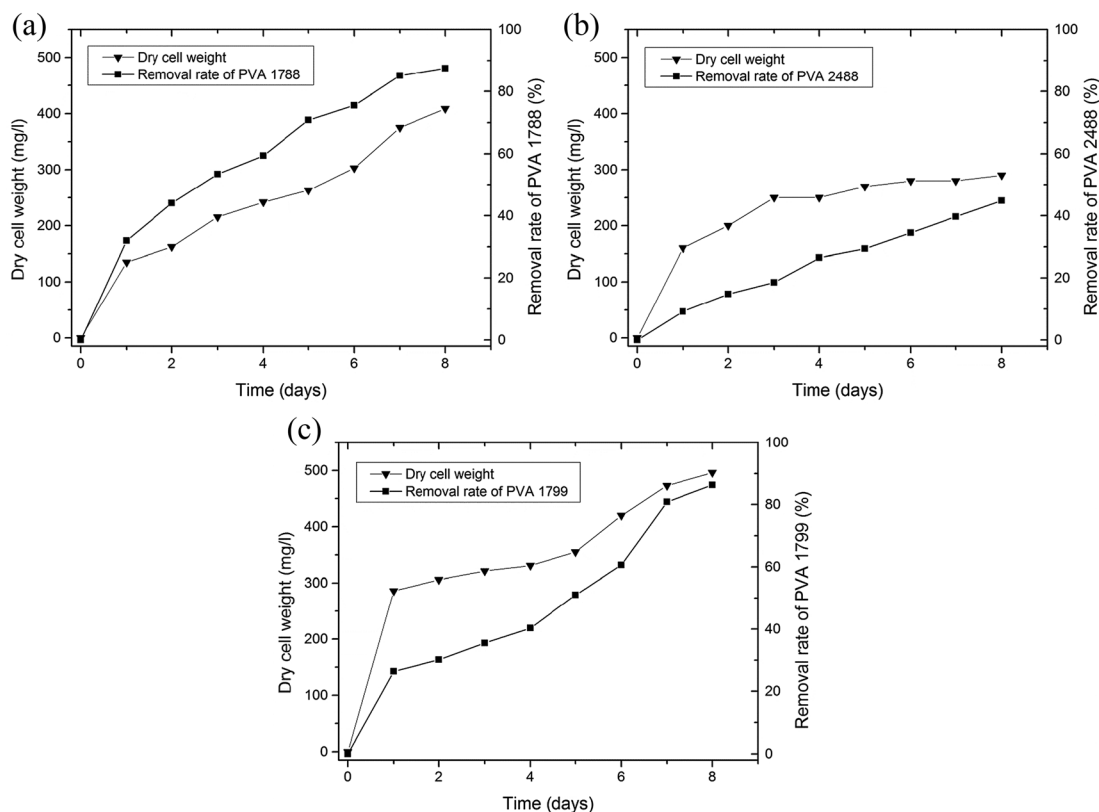 (a)
Dry cell weight
Removal rate of PVA 1788
500
400
300
200
100
0
Dry cell weight (mg/l)
100
80
60
40
20
0
Removal rate of PVA 1788 (%)
0 2 4 6 8
Time (days)
(b)
Dry cell weight
Removal rate of PVA 2488
500
400
300
200
100
0
Dry cell weight (mg/l)
100
80
60
40
20
0
Removal rate of PVA 2488 (%)
0 2 4 6 8
Time (days)
(c)
Dry cell weight
Removal rate of PVA 1799
500
400
300
200
100
0
Dry cell weight (mg/l)
100
80
60
40
20
0
Removal rate of PVA 1799 (%)
0 2 4 6 8
Time (days)